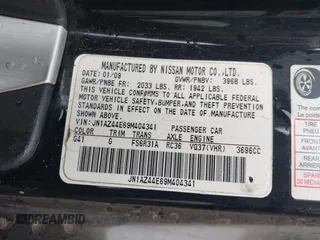 MANUFACTURED BY NISSAN MOTOR CO.,LTD.
DATE: 01/09 GVWR/PNBV: 3968 LBS.
GAWR/PNBE FR: 2033 LBS. RR: 1942 LBS.
THIS VEHICLE CONFORMS TO ALL APPLICABLE FEDERAL
MOTOR VEHICLE SAFETY, BUMPER, AND THEFT PREVENTION
STANDARDS IN EFFECT ON THE DATE OF MANUFACTURE
SHOWN ABOVE.
VIN: JN1AZ44E69M404341 PASSENGER CAR
COLOR TRIM TRANS AXLE ENGINE
G41 G FS6R31A RC36 VQ37(VHR) 3696CC
JN1AZ44E69M404341
DREAMBID